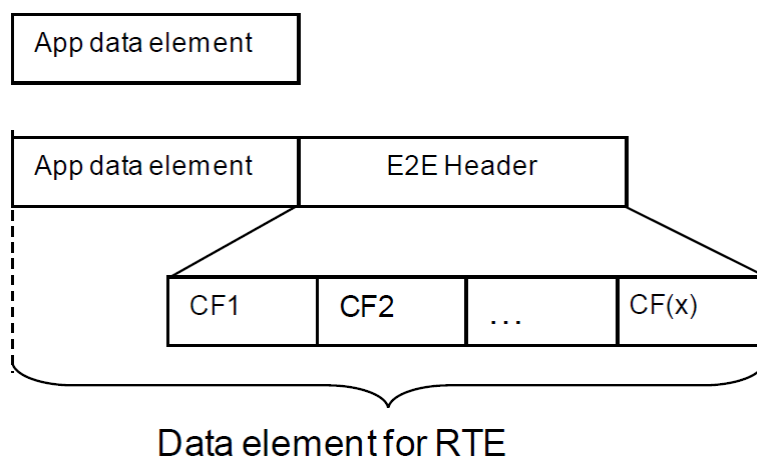 App data element
App data element
E2E Header
CF1
CF2
...
CF(x)
Data element for RTE